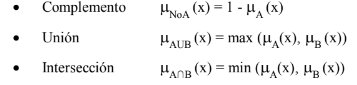 • Complemento μNoA (x) = 1 - μA (x)
• Unión μAUB (x) = max (μA(x), μB (x))
• Intersección μA∩B (x) = min (μA(x), μB (x))